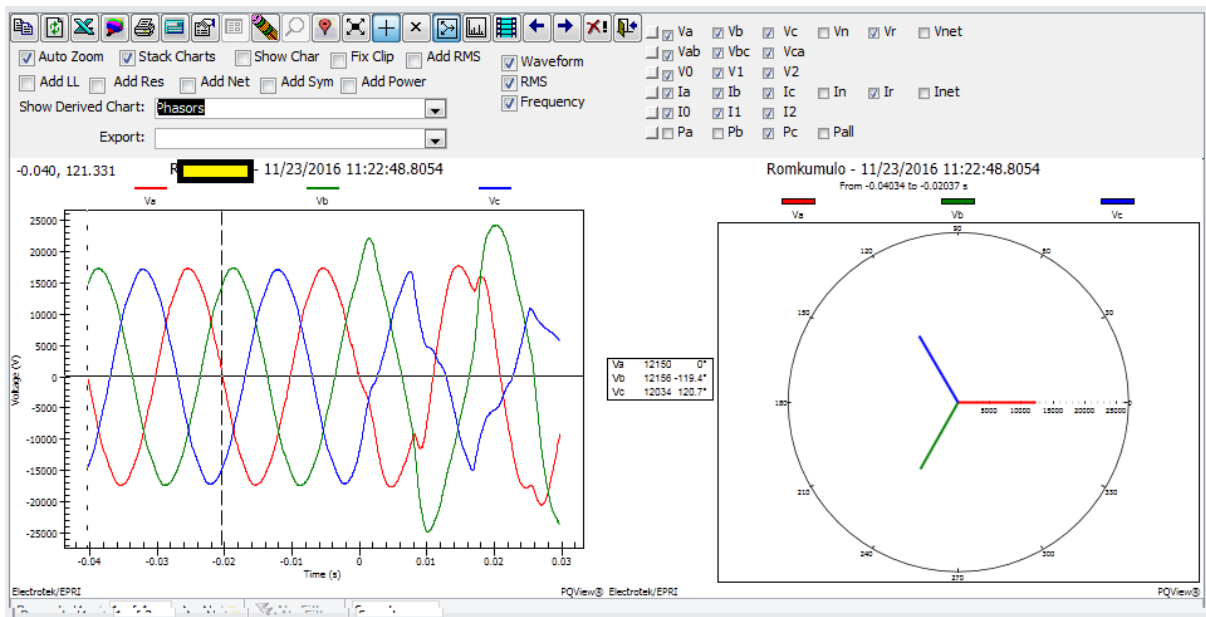 Va Vb Vc Vn Vr Vnet
Auto Zoom Stack Charts Show Char Fix Clip Add RMS Waveform
Vab Vbc Vca
Add LL Add Res Add Net Add Sym Add Power RMS
V0 V1 V2
Show Derived Chart: Phasors Frequency
Ia Ib Ic In Ir Inet
I0 I1 I2
Export:
Pa Pb Pc Pall
-0.040, 121.331
R - 11/23/2016 11:22:48.8054
Va Vb Vc
Voltage (V)
25000
20000
15000
10000
5000
0
-5000
-10000
-15000
-20000
-25000
-0.04 -0.03 -0.02 -0.01 0 0.01 0.02 0.03
Time (s)
Electrotek/EPRI PQView®
Romkumulo - 11/23/2016 11:22:48.8054
From -0.04034 to -0.02037 s
Va Vb Vc
Va 12150 0°
Vb 12156 -119.4°
Vc 12034 120.7°
90
120
150
30
180
5000 10000 15000 20000 25000
210
330
240
300
270
Electrotek/EPRI PQView®